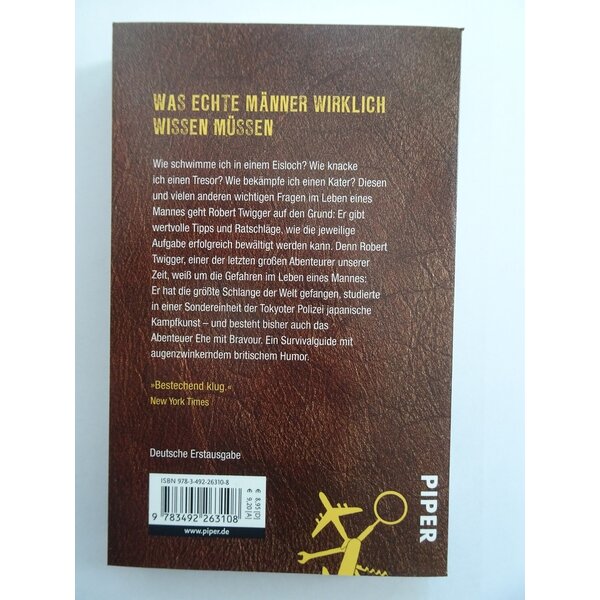 WAS ECHTE MÄNNER WIRKLICH
WISSEN MÜSSEN
Wie schwimme ich in einem Eisloch? Wie knacke
ich einen Tresor? Wie bekämpfe ich einen Kater? Diesen
und vielen anderen wichtigen Fragen im Leben eines
Mannes geht Robert Twigger auf den Grund: Er gibt
wertvolle Tipps und Ratschläge, wie die jeweilige
Aufgabe erfolgreich bewältigt werden kann. Denn Robert
Twigger, einer der letzten großen Abenteurer unserer
Zeit, weiß um die Gefahren im Leben eines Mannes:
Er hat die größte Schlange der Welt gefangen, studierte
in einer Sondereinheit der Tokyoter Polizei japanische
Kampfkunst – und besteht bisher auch das
Abenteuer Ehe mit Bravour. Ein Survivalguide mit
augenzwinkerndem britischem Humor.
»Bestechend klug.«
New York Times
Deutsche Erstausgabe
ISBN 978-3-492-26310-8
€ 8,95 [D]
€ 9,20 [A]
9 783492 263108
www.piper.de
PIPER